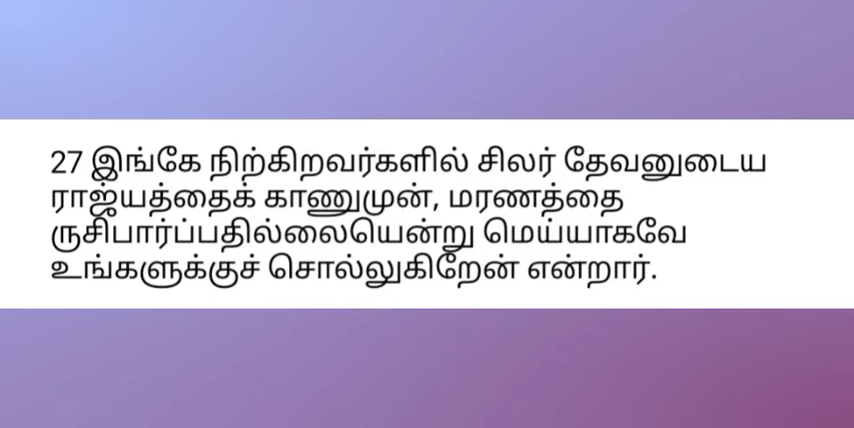 27 இங்கே நிற்கிறவர்களில் சிலர் தேவனுடைய
ராஜ்யத்தைக் காணுமுன், மரணத்தை
ருசிபார்ப்பதில்லையென்று மெய்யாகவே
உங்களுக்குச் சொல்லுகிறேன் என்றார்.